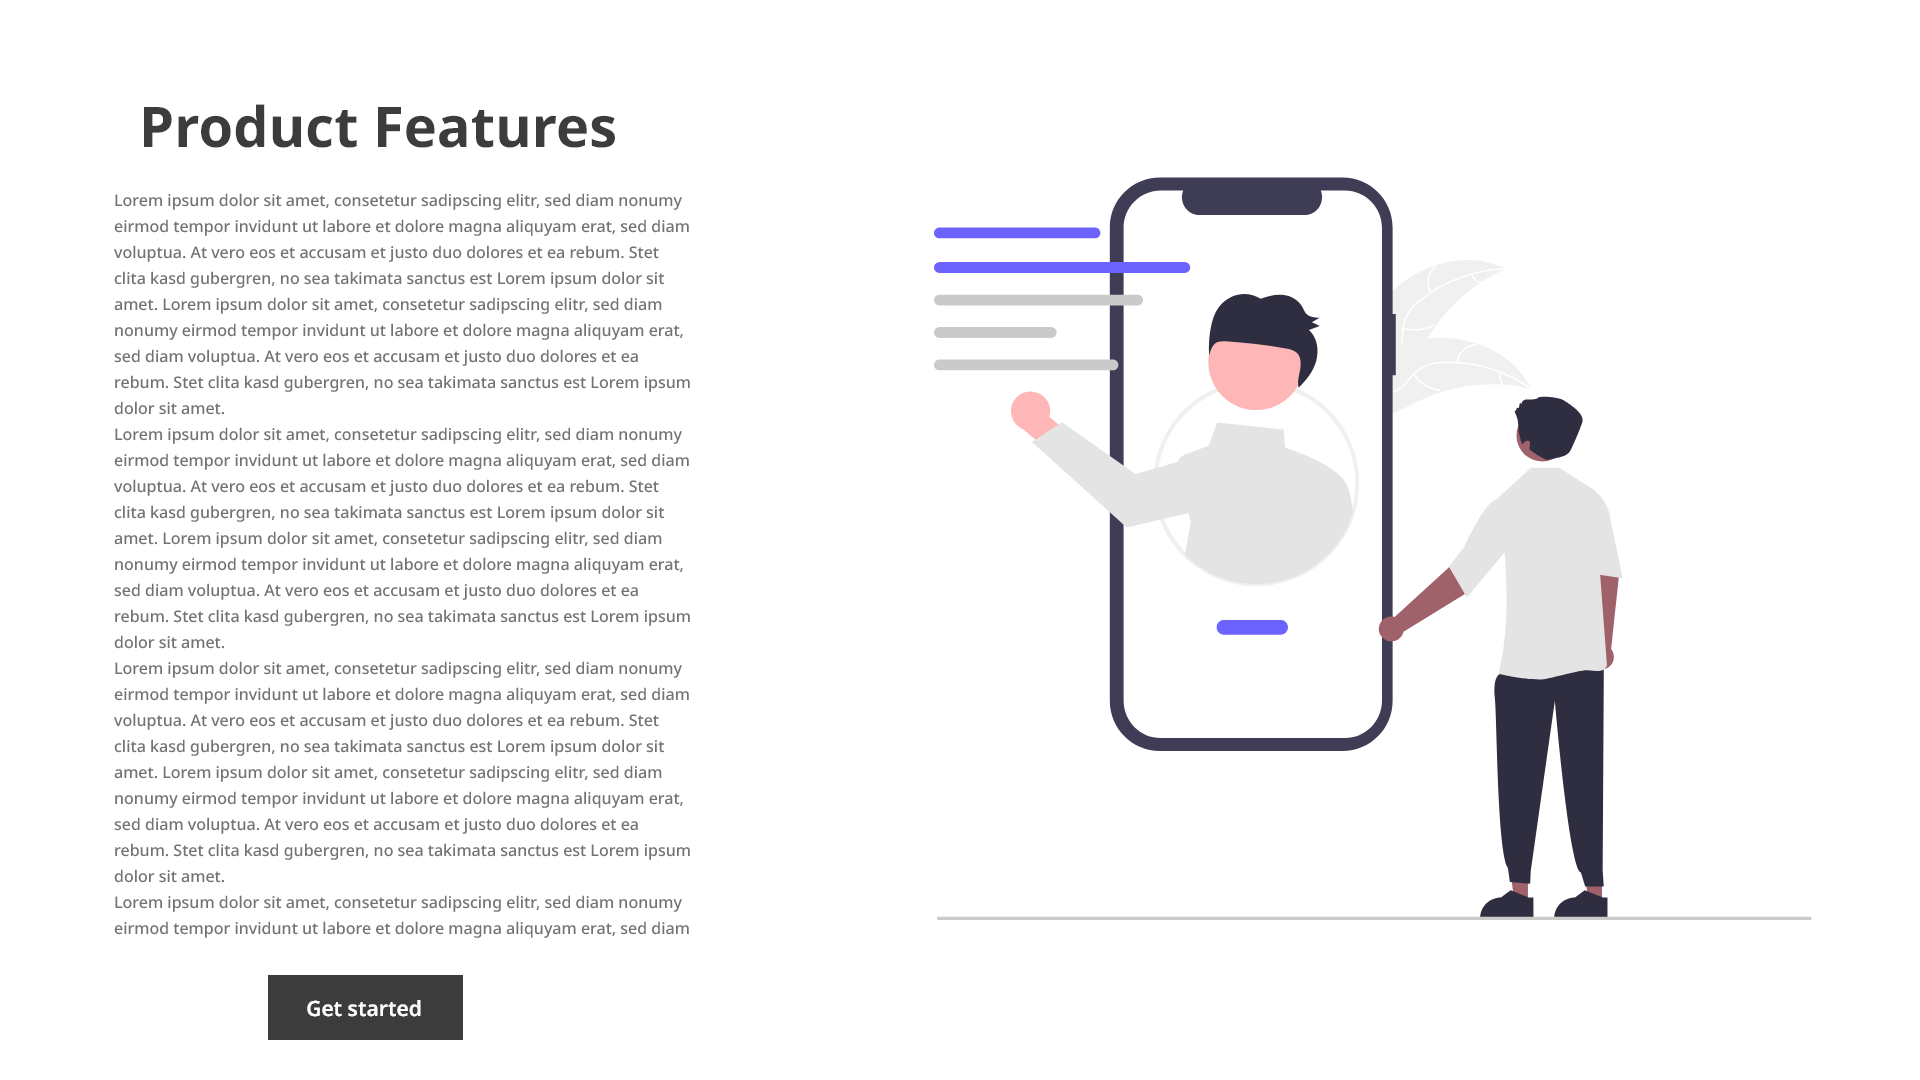 Product Features
Lorem ipsum dolor sit amet, consetetur sadipscing elitr, sed diam nonumy
eirmod tempor invidunt ut labore et dolore magna aliquyam erat, sed diam
voluptua. At vero eos et accusam et justo duo dolores et ea rebum. Stet
clita kasd gubergren, no sea takimata sanctus est Lorem ipsum dolor sit
amet. Lorem ipsum dolor sit amet, consetetur sadipscing elitr, sed diam
nonumy eirmod tempor invidunt ut labore et dolore magna aliquyam erat,
sed diam voluptua. At vero eos et accusam et justo duo dolores et ea
rebum. Stet clita kasd gubergren, no sea takimata sanctus est Lorem ipsum
dolor sit amet.
Lorem ipsum dolor sit amet, consetetur sadipscing elitr, sed diam nonumy
eirmod tempor invidunt ut labore et dolore magna aliquyam erat, sed diam
voluptua. At vero eos et accusam et justo duo dolores et ea rebum. Stet
clita kasd gubergren, no sea takimata sanctus est Lorem ipsum dolor sit
amet. Lorem ipsum dolor sit amet, consetetur sadipscing elitr, sed diam
nonumy eirmod tempor invidunt ut labore et dolore magna aliquyam erat,
sed diam voluptua. At vero eos et accusam et justo duo dolores et ea
rebum. Stet clita kasd gubergren, no sea takimata sanctus est Lorem ipsum
dolor sit amet.
Lorem ipsum dolor sit amet, consetetur sadipscing elitr, sed diam nonumy
eirmod tempor invidunt ut labore et dolore magna aliquyam erat, sed diam
voluptua. At vero eos et accusam et justo duo dolores et ea rebum. Stet
clita kasd gubergren, no sea takimata sanctus est Lorem ipsum dolor sit
amet. Lorem ipsum dolor sit amet, consetetur sadipscing elitr, sed diam
nonumy eirmod tempor invidunt ut labore et dolore magna aliquyam erat,
sed diam voluptua. At vero eos et accusam et justo duo dolores et ea
rebum. Stet clita kasd gubergren, no sea takimata sanctus est Lorem ipsum
dolor sit amet.
Lorem ipsum dolor sit amet, consetetur sadipscing elitr, sed diam nonumy
eirmod tempor invidunt ut labore et dolore magna aliquyam erat, sed diam
Get started